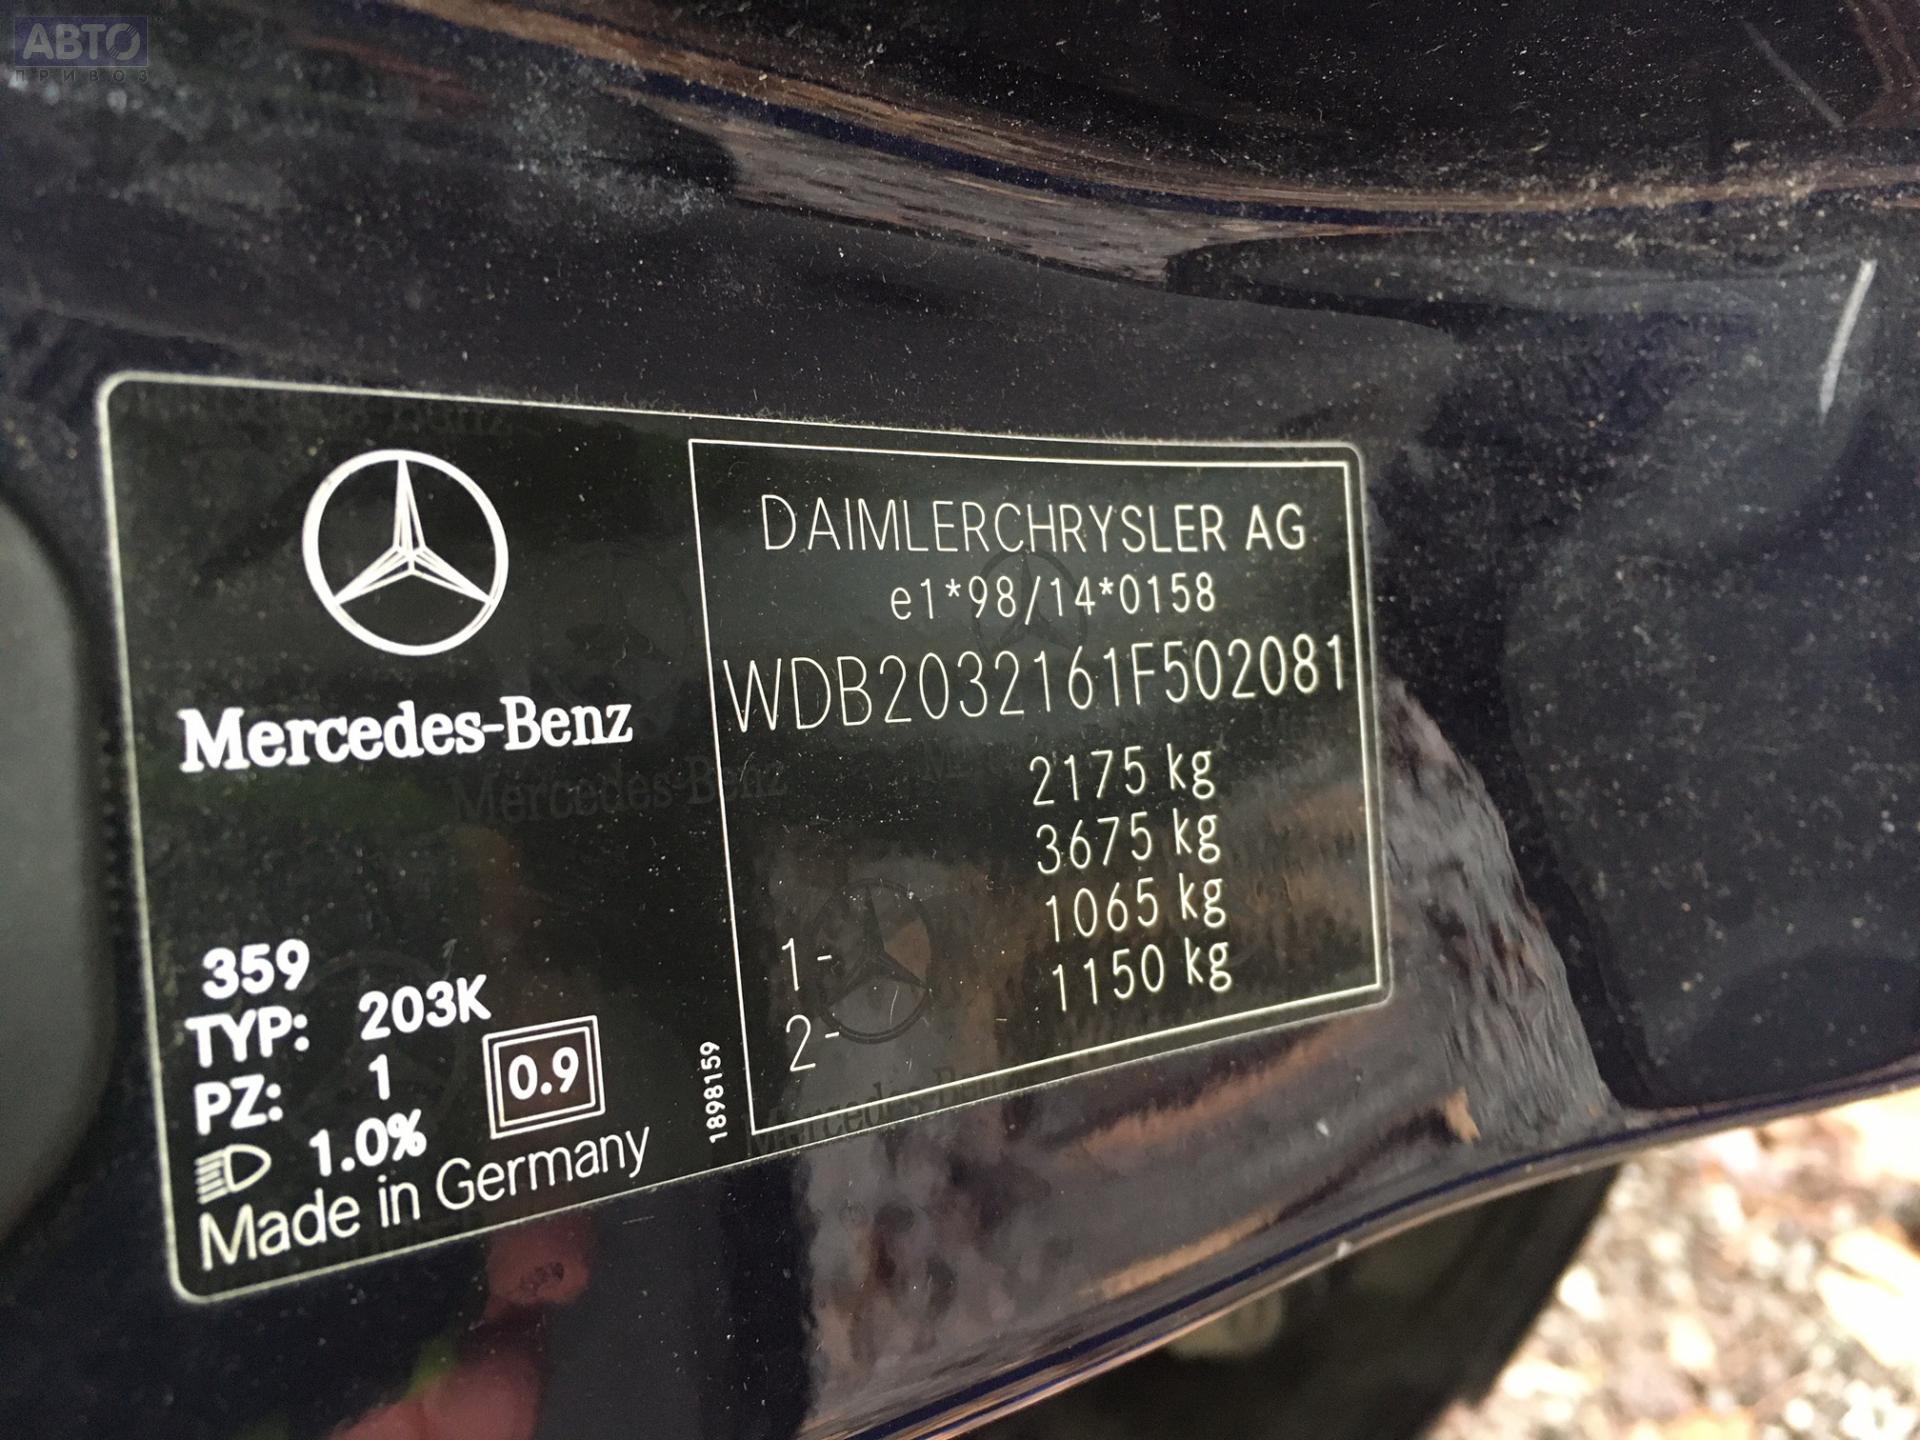 АВТО
ПРИВОЗ
Mercedes-Benz
359
TYP: 203K
PZ: 1
0.9
1.0%
Made in Germany
1898159
DAIMLERCHRYSLER AG
e1*98/14*0158
WDB2032161F502081
2175 kg
3675 kg
1- 1065 kg
2- 1150 kg